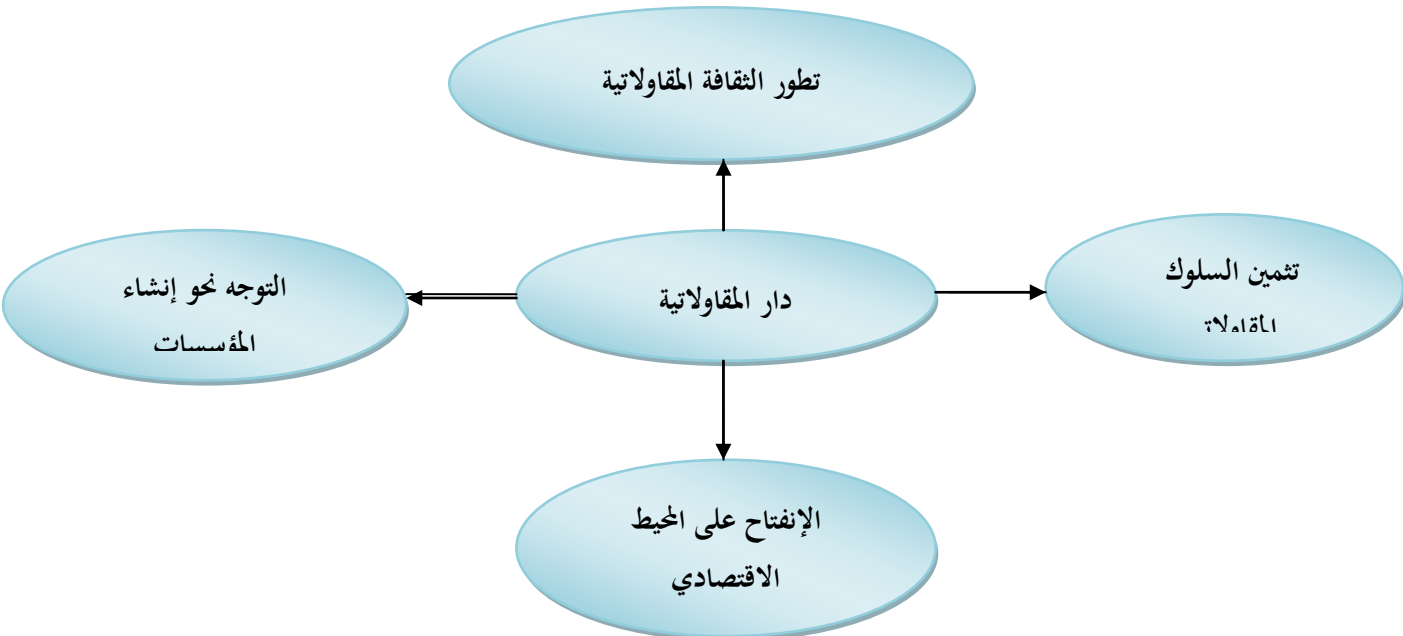 تطور الثقافة المقاولاتية
تثمين السلوك
دار المقاولاتية
التوجه نحو إنشاء
المؤسسات
الإنفتاح على المحيط
الاقتصادي